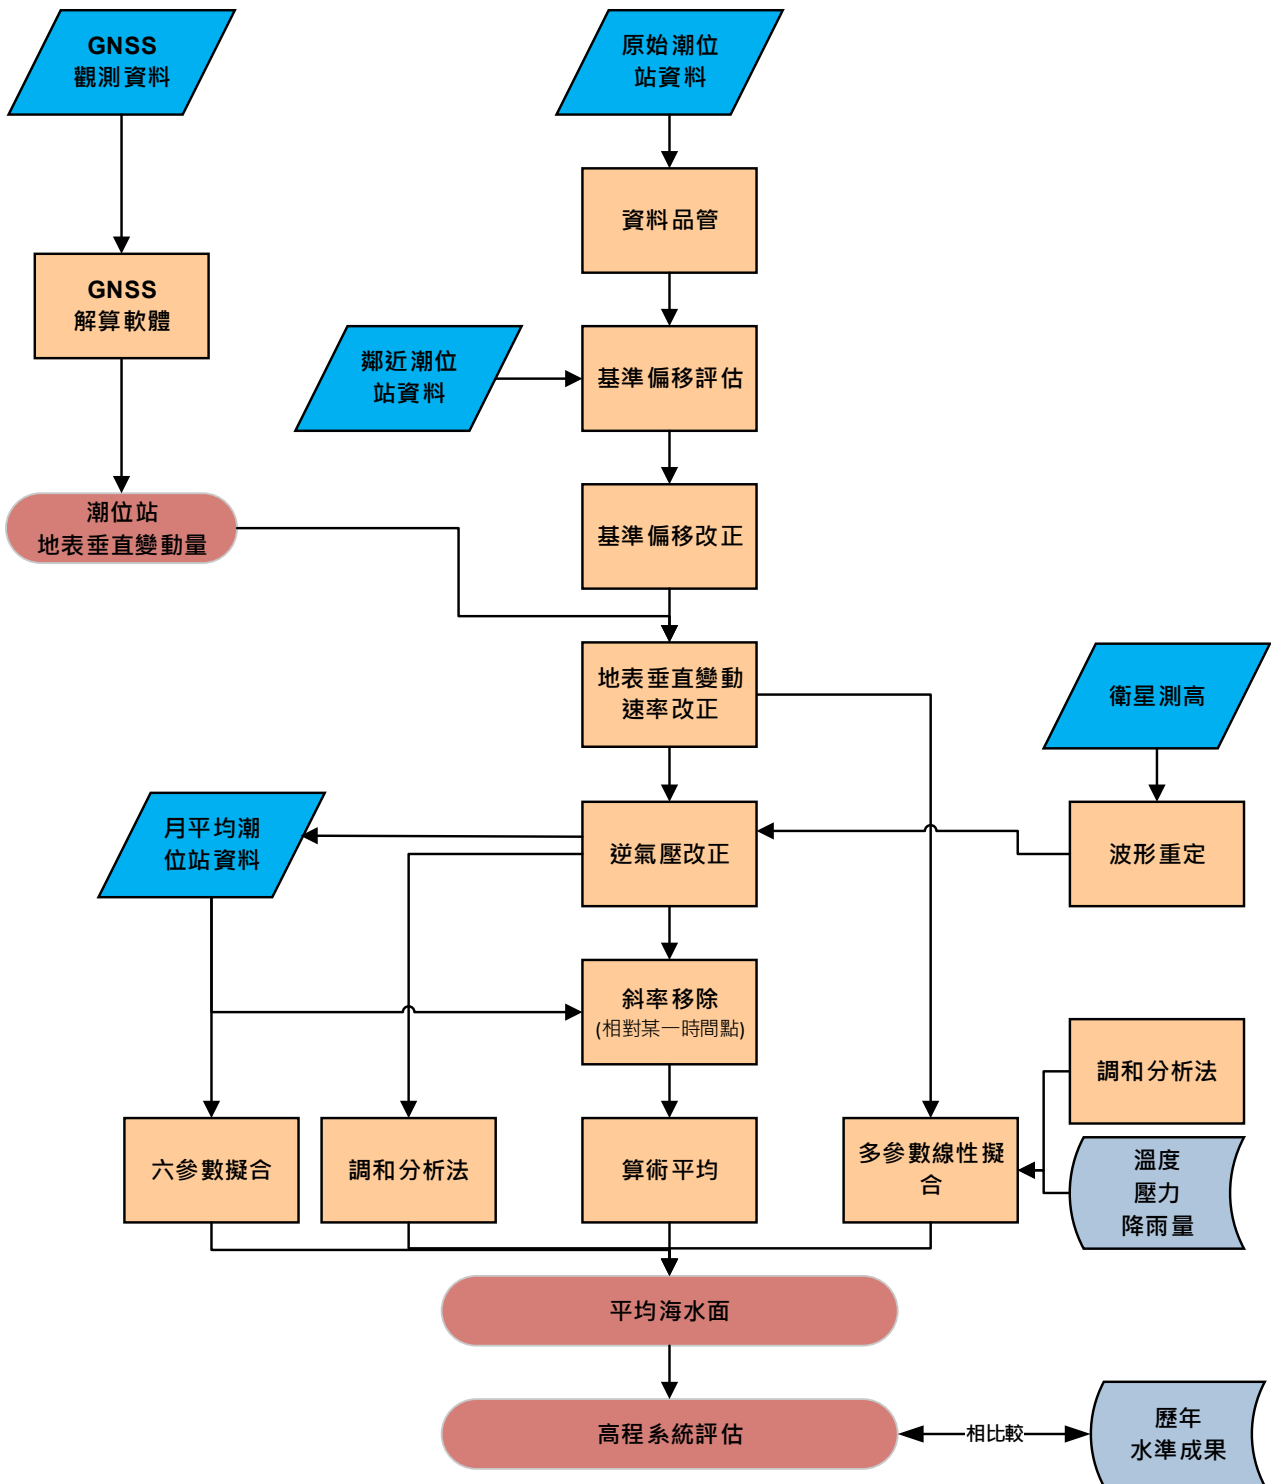 GNSS
觀測資料
原始潮位
站資料
資料品管
GNSS
解算軟體
鄰近潮位
站資料
基準偏移評估
潮位站
地表垂直變動量
基準偏移改正
地表垂直變動
速率改正
衛星測高
月平均潮
位站資料
逆氣壓改正
波形重定
斜率移除
(相對某一時間點)
調和分析法
六參數擬合
調和分析法
算術平均
多參數線性擬
合
溫度
壓力
降雨量
平均海水面
高程系統評估
相比較
歷年
水準成果